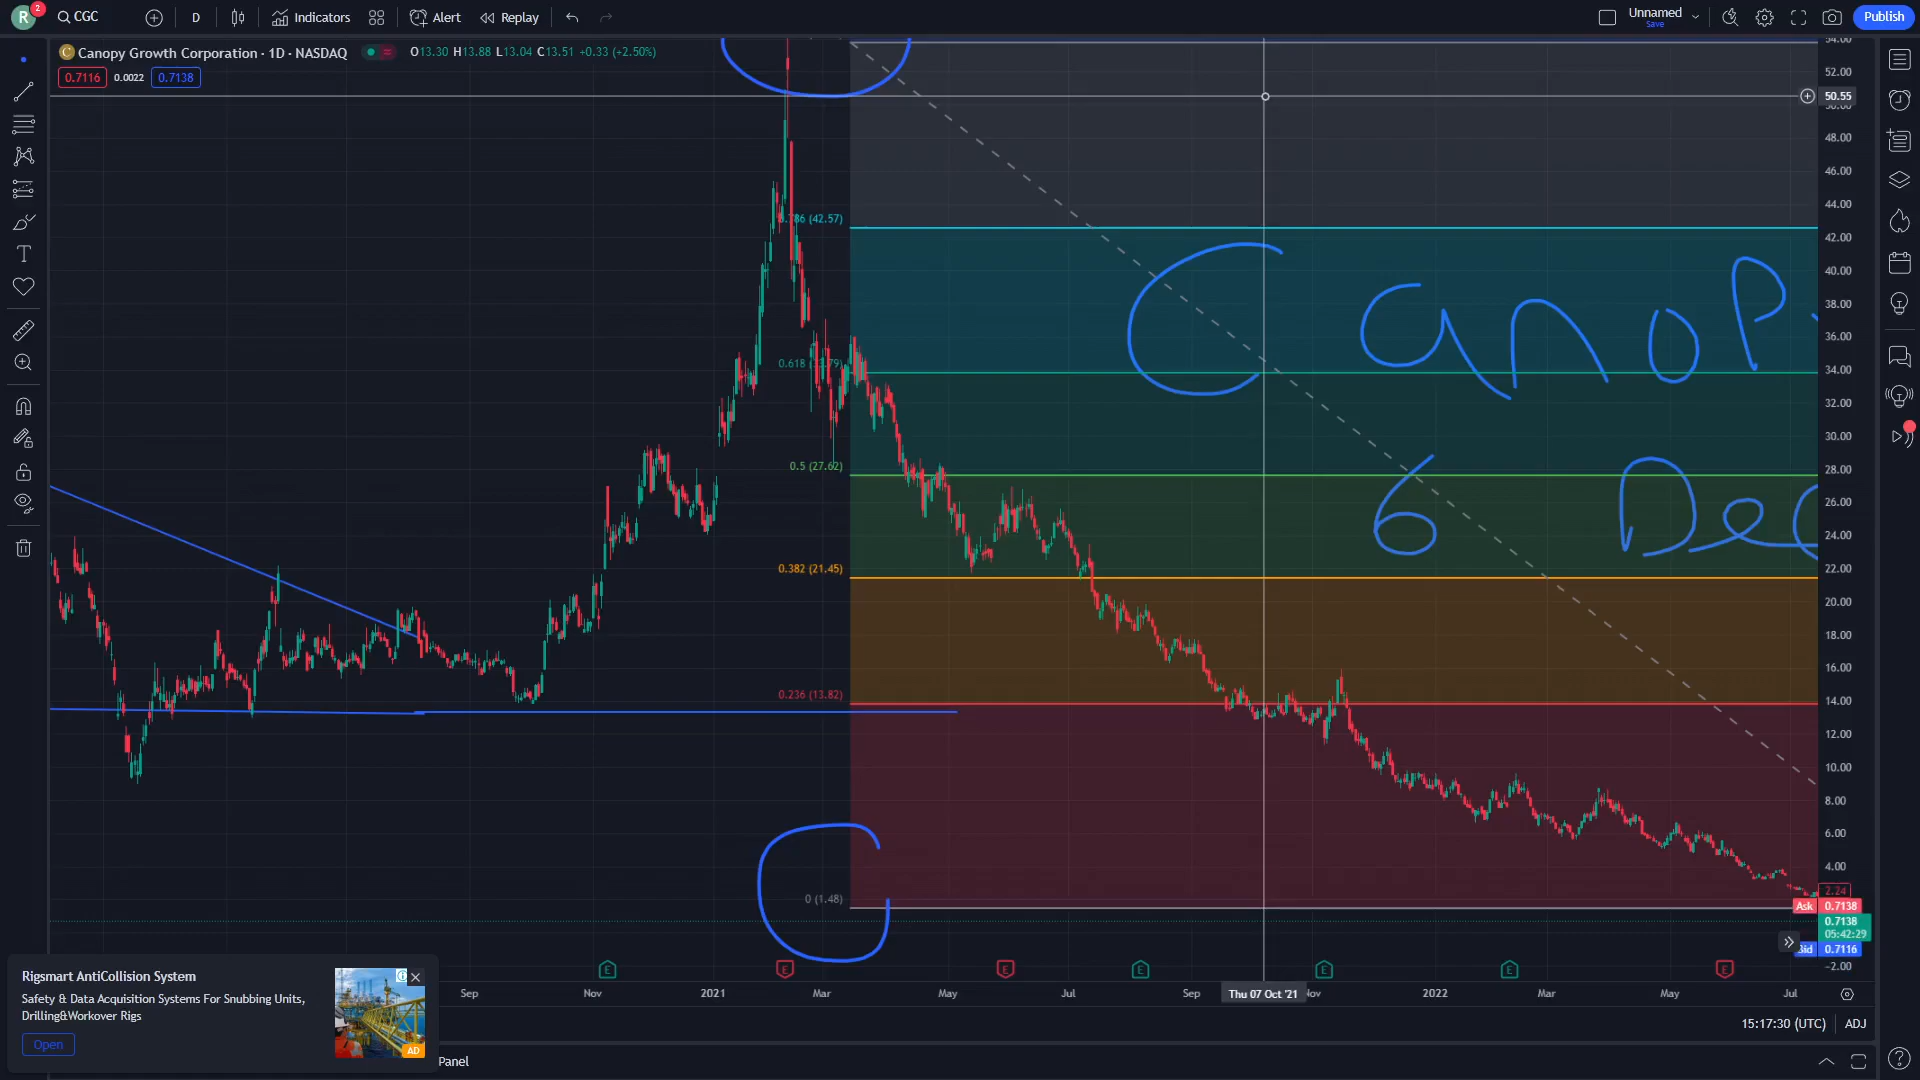 R 2 CGC D Indicators Alert Replay Unnamed Save Publish
Canopy Growth Corporation · 1D · NASDAQ O13.30 H13.88 L13.04 C13.51 +0.33 (+2.50%)
0.7116 0.0022 0.7138
54.00
52.00
50.55
48.00
46.00
44.00
0.786 (42.57)
42.00
40.00
38.00
CanoP
36.00
0.618 (33.79)
34.00
32.00
30.00
0.5 (27.62)
28.00
26.00
6 Dec
24.00
0.382 (21.45)
22.00
20.00
18.00
16.00
0.236 (13.82)
14.00
12.00
10.00
8.00
6.00
4.00
2.24
0 (1.48)
Ask 0.7138
0.7138
05:42:29
Bid 0.7116
−2.00
E E E E E E E
Sep Nov 2021 Mar May Jul Sep Thu 07 Oct '21 Nov 2022 Mar May Jul
Rigsmart AntiCollision System
Safety & Data Acquisition Systems For Snubbing Units,
Drilling&Workover Rigs
Open
AD
15:17:30 (UTC) ADJ
Panel